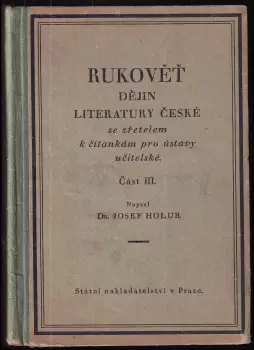 RUKOVĚŤ
DĚJIN
LITERATURY ČESKÉ
se zřetelem
k čítankám pro ústavy
učitelské.
Část III.
Napsal
Dr. JOSEF HOLUB.
Státní nakladatelství v Praze.